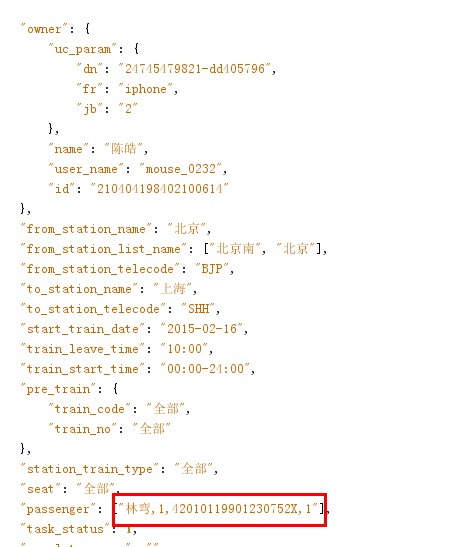 "owner": {
"uc_param": {
"dn": "24745479821-dd405796",
"fr": "iphone",
"jb": "2"
},
"name": "陈皓",
"user_name": "mouse_0232",
"id": "210404198402100614"
},
"from_station_name": "北京",
"from_station_list_name": ["北京南", "北京"],
"from_station_telecode": "BJP",
"to_station_name": "上海",
"to_station_telecode": "SHH",
"start_train_date": "2015-02-16",
"train_leave_time": "10:00",
"train_start_time": "00:00-24:00",
"pre_train": {
"train_code": "全部",
"train_no": "全部"
},
"station_train_type": "全部",
"seat": "全部",
"passenger": ["林弯,1,42010119901230752X,1"],
"task_status": 1,